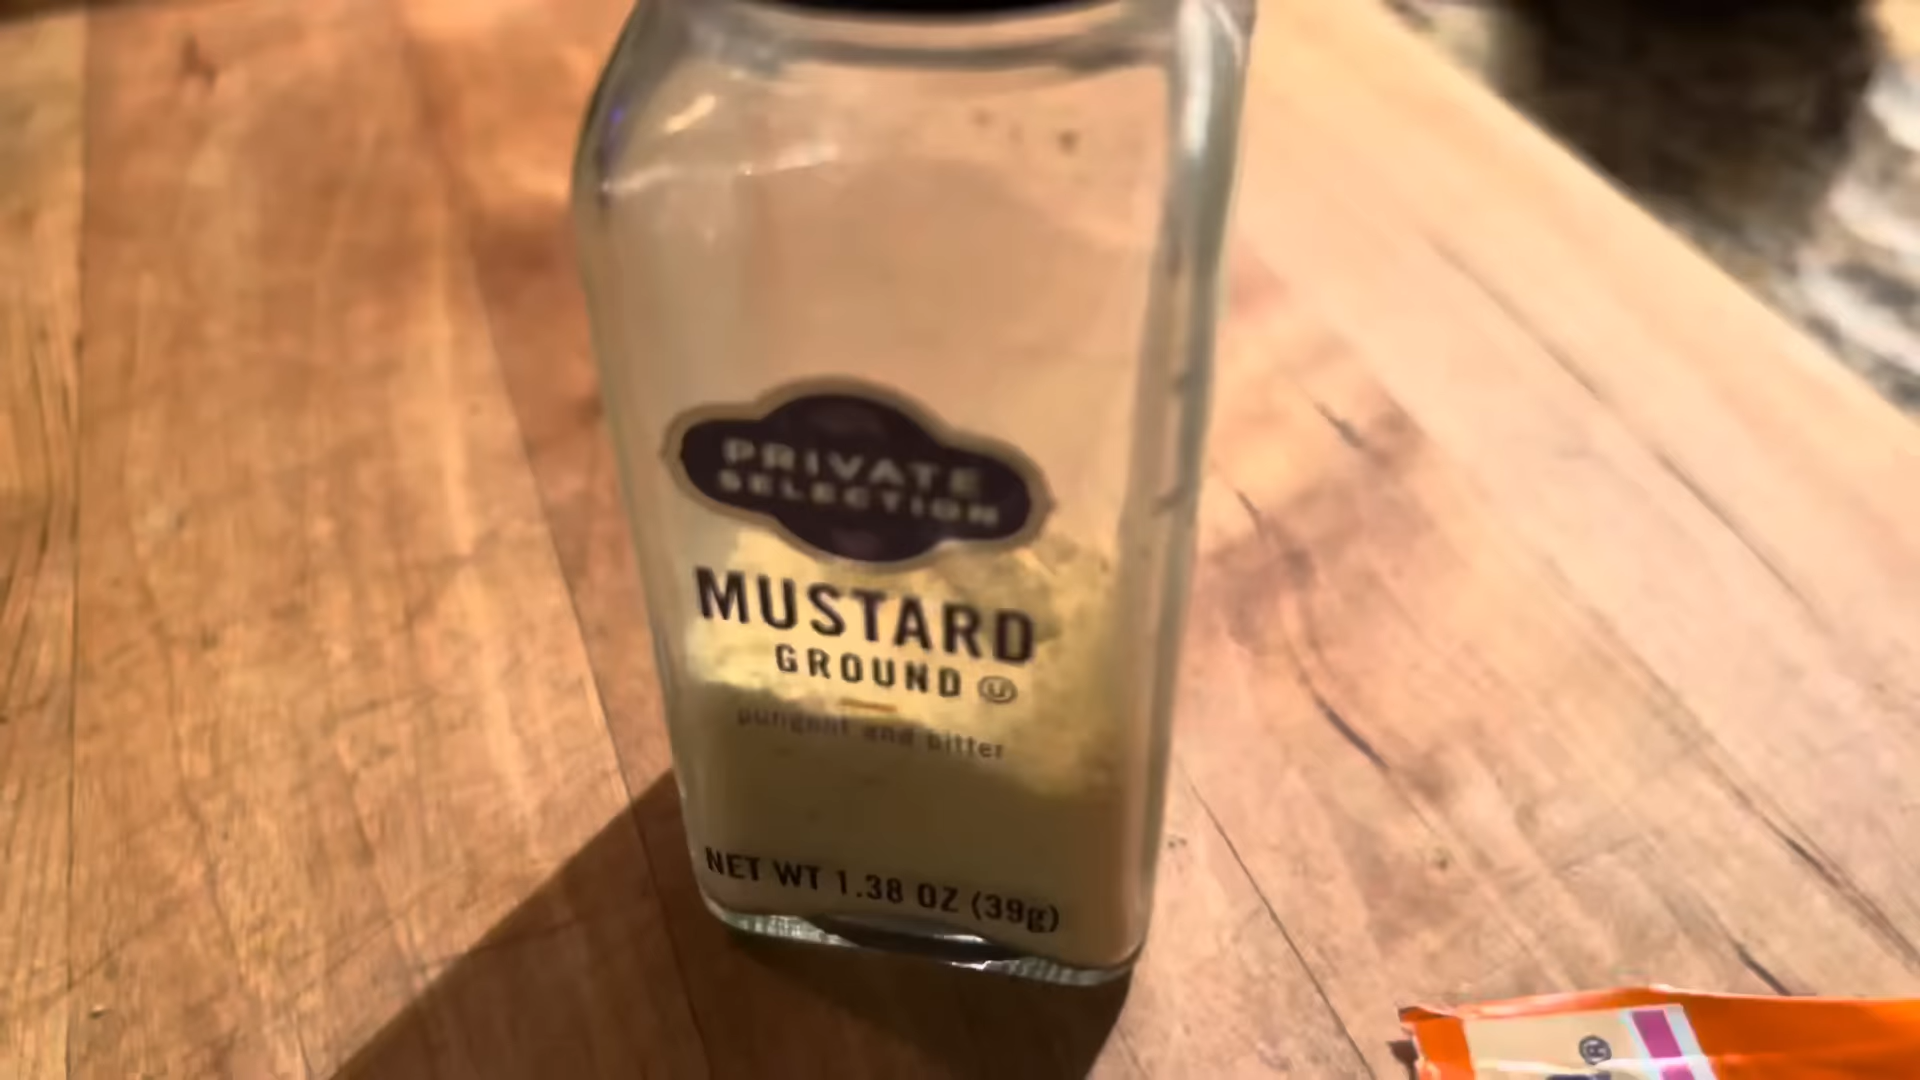 PRIVATE
SELECTION
MUSTARD
GROUND Ⓤ
pungent and bitter
NET WT 1.38 OZ (39g)
®